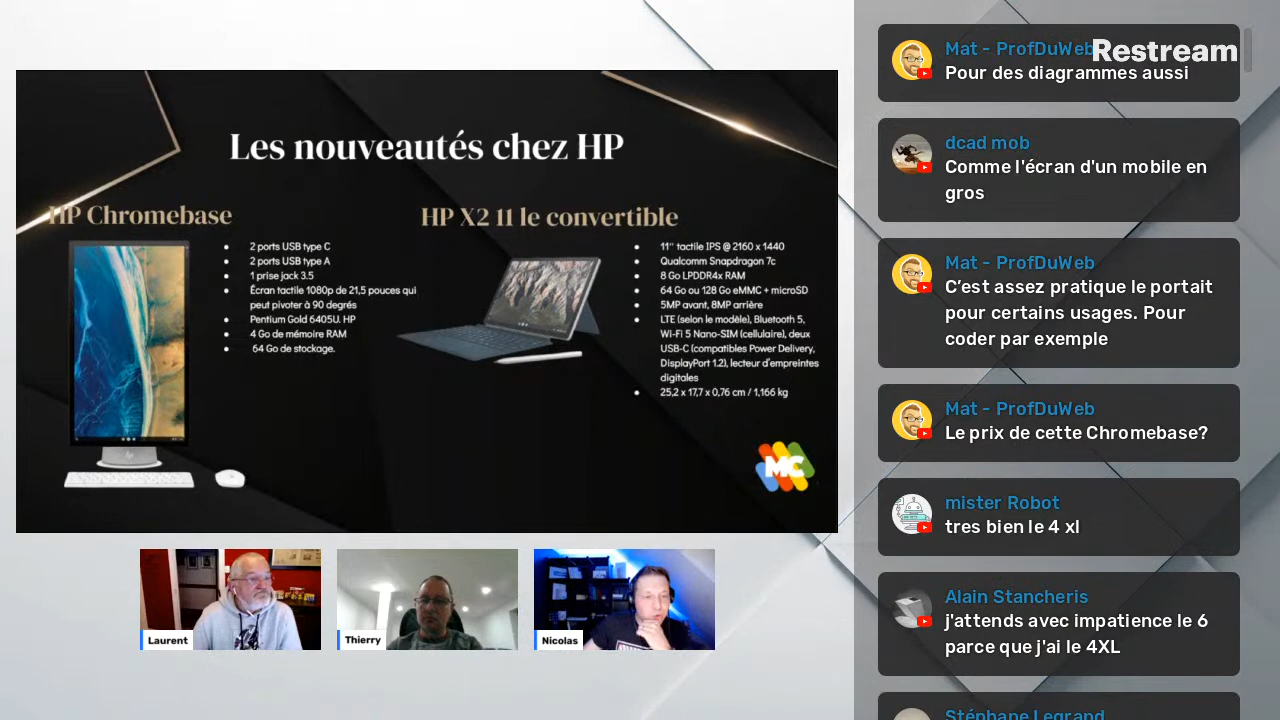 Les nouveautés chez HP
HP Chromebase
2 ports USB type C
2 ports USB type A
1 prise jack 3.5
Écran tactile 1080p de 21,5 pouces qui
peut pivoter à 90 degrés
Pentium Gold 6405U. HP
4 Go de mémoire RAM
64 Go de stockage.
HP X2 11 le convertible
11'' tactile IPS @ 2160 x 1440
Qualcomm Snapdragon 7c
8 Go LPDDR4x RAM
64 Go ou 128 Go eMMC + microSD
5MP avant, 8MP arrière
LTE (selon le modèle), Bluetooth 5,
Wi-Fi 5 Nano-SIM (cellulaire), deux
USB-C (compatibles Power Delivery,
DisplayPort 1.2), lecteur d'empreintes
digitales
25,2 x 17,7 x 0,76 cm / 1,166 kg
MC
Laurent
Thierry
Nicolas
Restream
Mat - ProfDuWeb
Pour des diagrammes aussi
dcad mob
Comme l'écran d'un mobile en
gros
Mat - ProfDuWeb
C’est assez pratique le portait
pour certains usages. Pour
coder par exemple
Mat - ProfDuWeb
Le prix de cette Chromebase?
mister Robot
tres bien le 4 xl
Alain Stancheris
j'attends avec impatience le 6
parce que j'ai le 4XL
Stéphane Legrand